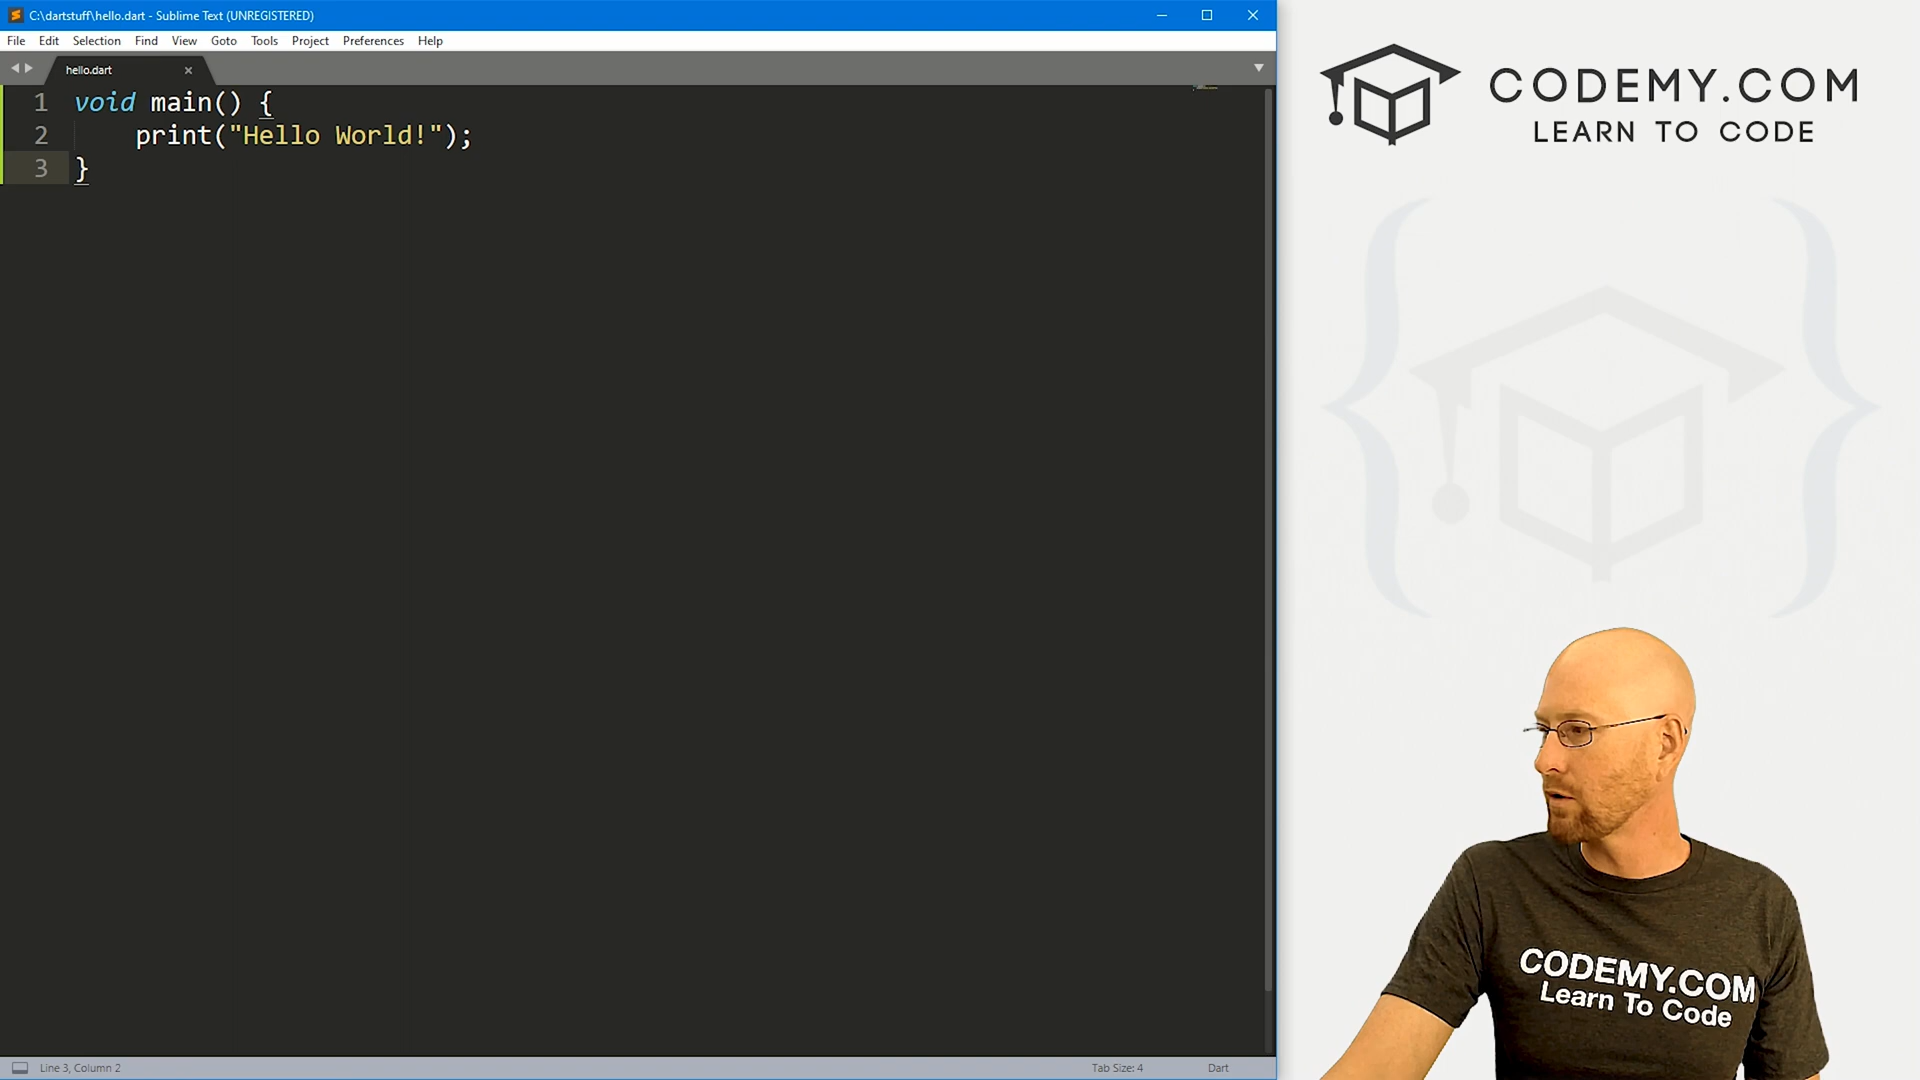 C:\dartstuff\hello.dart - Sublime Text (UNREGISTERED)
File Edit Selection Find View Goto Tools Project Preferences Help
hello.dart
1 void main() {
2     print("Hello World!");
3 }
Line 3, Column 2
Tab Size: 4
Dart
CODEMY.COM
LEARN TO CODE
CODEMY.COM
Learn To Code